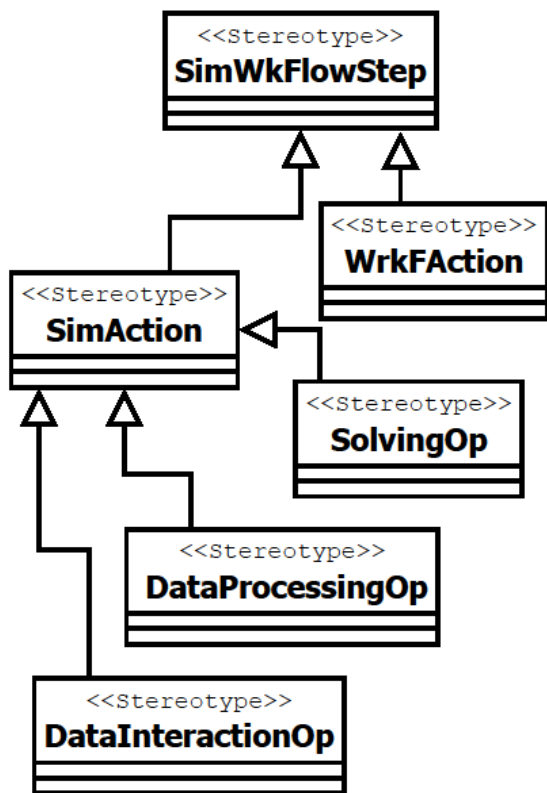 <<Stereotype>>
SimWkFlowStep
<<Stereotype>>
WrkFAction
<<Stereotype>>
SimAction
<<Stereotype>>
SolvingOp
<<Stereotype>>
DataProcessingOp
<<Stereotype>>
DataInteractionOp